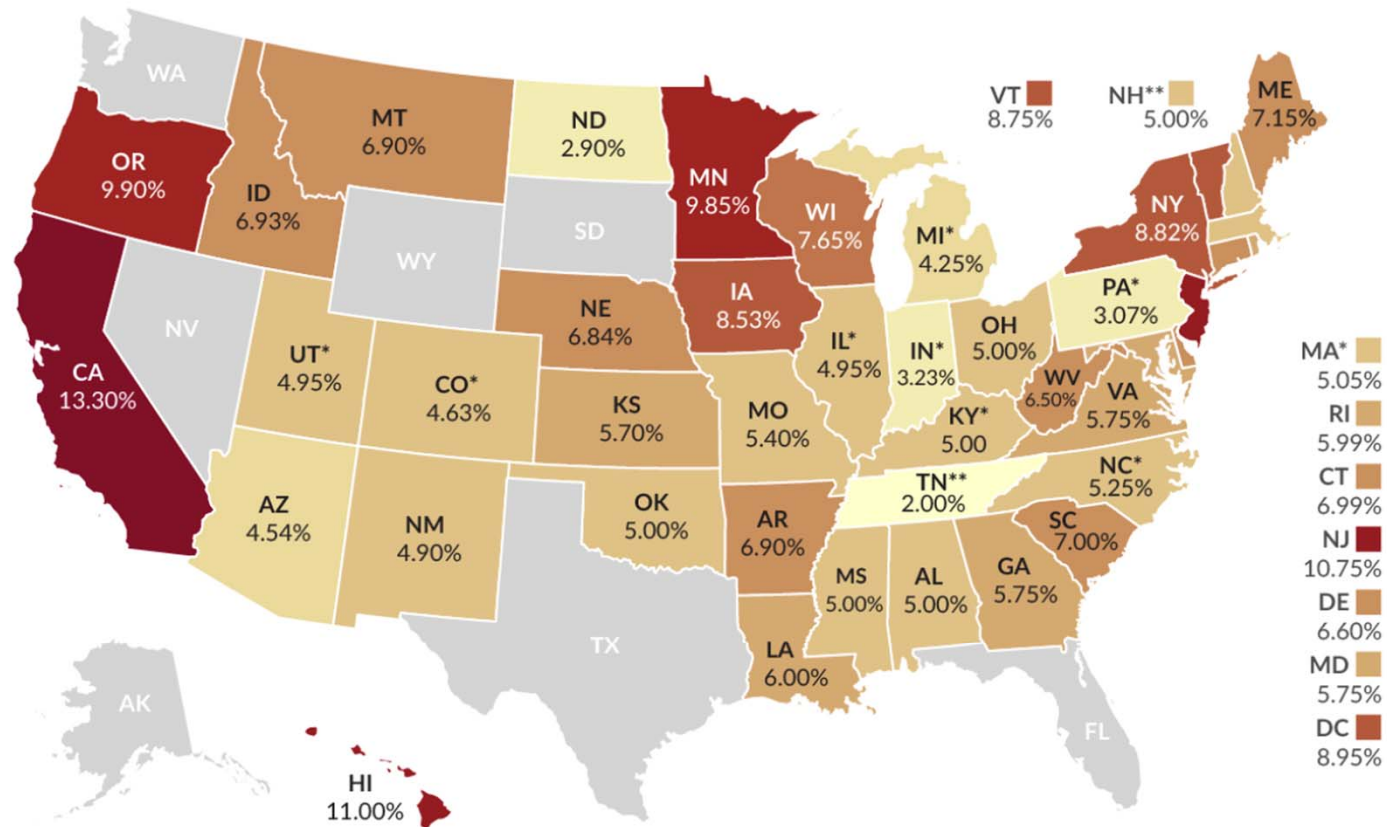 WA
MT
6.90%
ND
2.90%
MN
9.85%
VT
8.75%
NH**
5.00%
ME
7.15%
OR
9.90%
ID
6.93%
WY
SD
WI
7.65%
MI*
4.25%
NY
8.82%
NV
UT*
4.95%
CO*
4.63%
NE
6.84%
IA
8.53%
IL*
4.95%
IN*
3.23%
OH
5.00%
PA*
3.07%
CA
13.30%
KS
5.70%
MO
5.40%
KY*
5.00
WV
6.50%
VA
5.75%
MA*
5.05%
RI
5.99%
CT
6.99%
NJ
10.75%
DE
6.60%
MD
5.75%
DC
8.95%
AZ
4.54%
NM
4.90%
OK
5.00%
AR
6.90%
TN**
2.00%
NC*
5.25%
SC
7.00%
MS
5.00%
AL
5.00%
GA
5.75%
TX
LA
6.00%
FL
AK
HI
11.00%